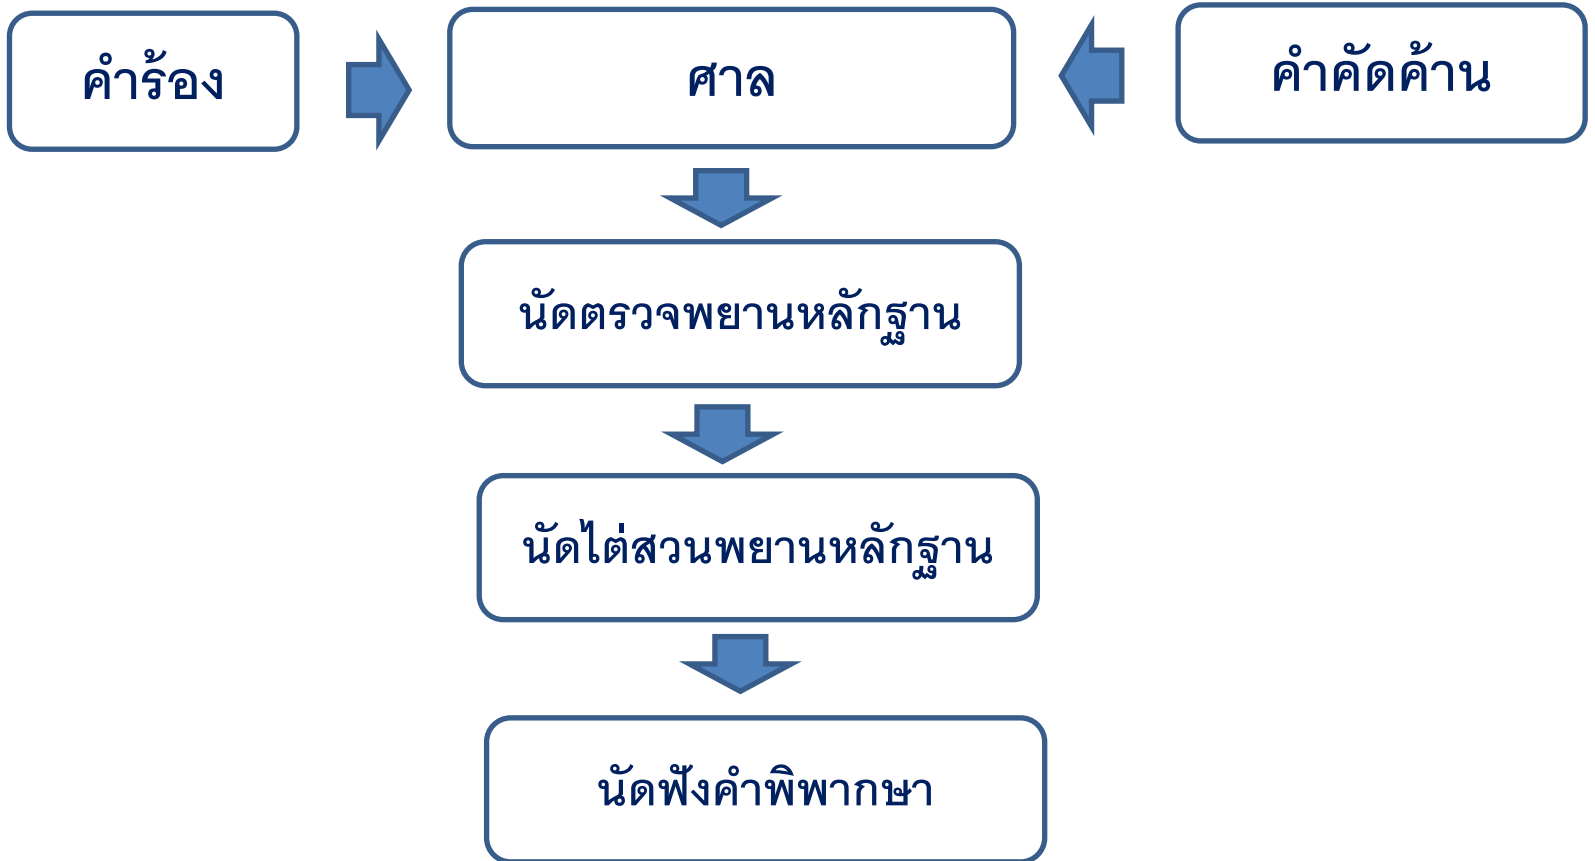 คำร้อง
ศาล
คำคัดค้าน
นัดตรวจพยานหลักฐาน
นัดไต่สวนพยานหลักฐาน
นัดฟังคำพิพากษา